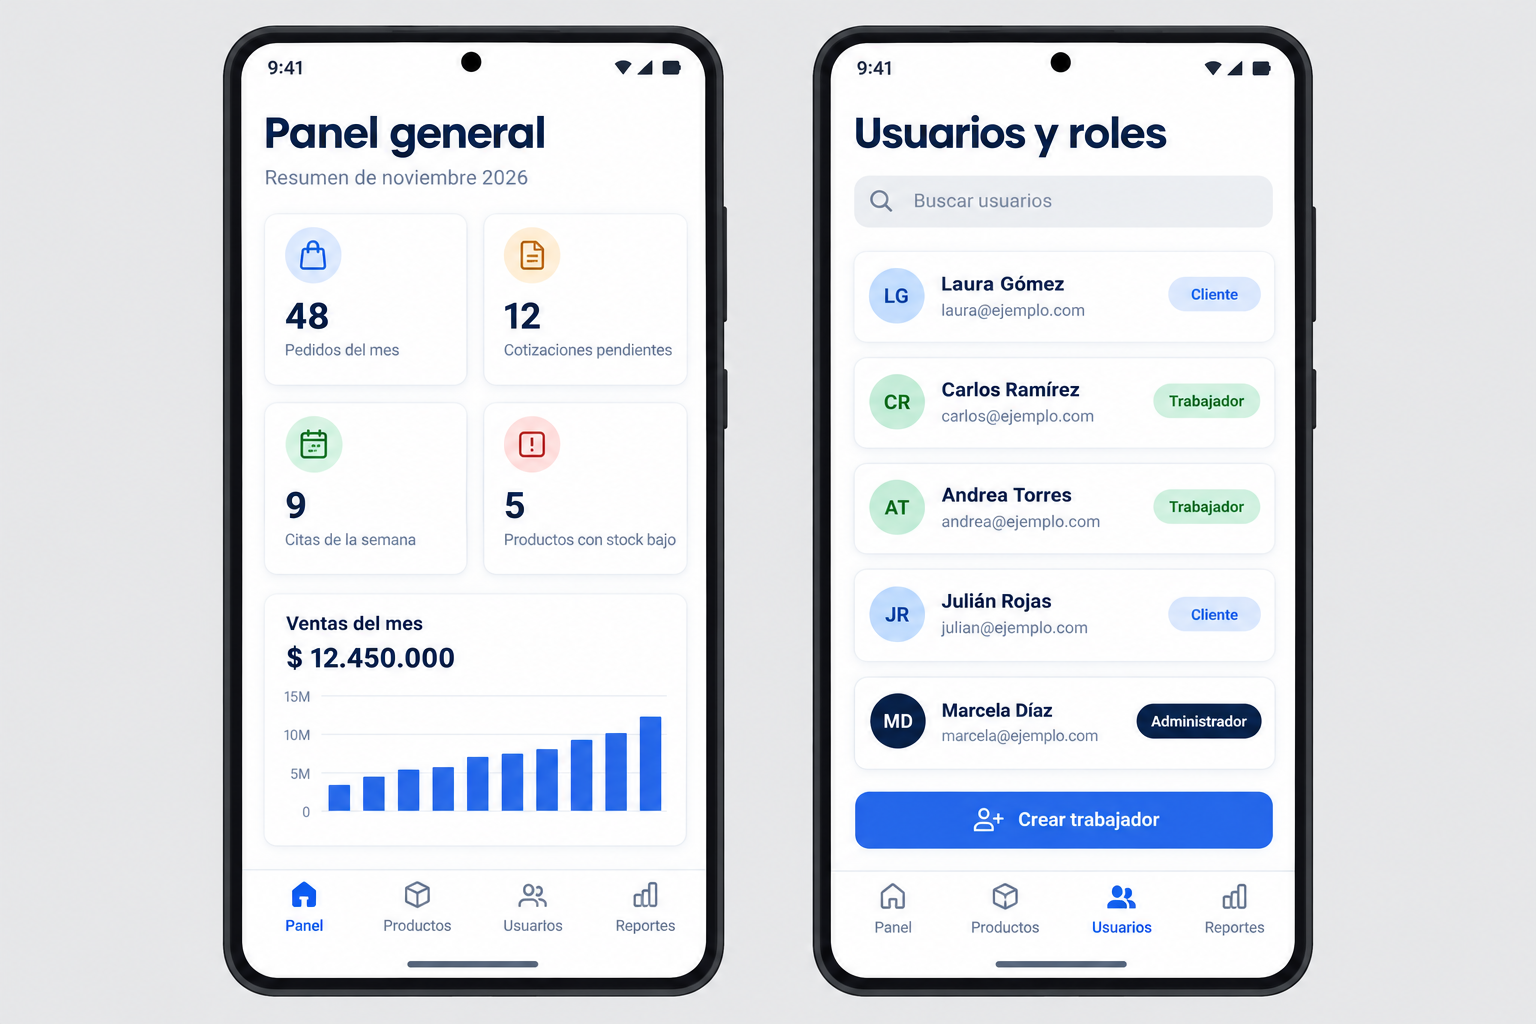 9:41
Panel general
Resumen de noviembre 2026
48
Pedidos del mes
12
Cotizaciones pendientes
9
Citas de la semana
5
Productos con stock bajo
Ventas del mes
$ 12.450.000
15M
10M
5M
0
Panel
Productos
Usuarios
Reportes
9:41
Usuarios y roles
Buscar usuarios
LG
Laura Gómez
laura@ejemplo.com
Cliente
CR
Carlos Ramírez
carlos@ejemplo.com
Trabajador
AT
Andrea Torres
andrea@ejemplo.com
Trabajador
JR
Julián Rojas
julian@ejemplo.com
Cliente
MD
Marcela Díaz
marcela@ejemplo.com
Administrador
Crear trabajador
Panel
Productos
Usuarios
Reportes